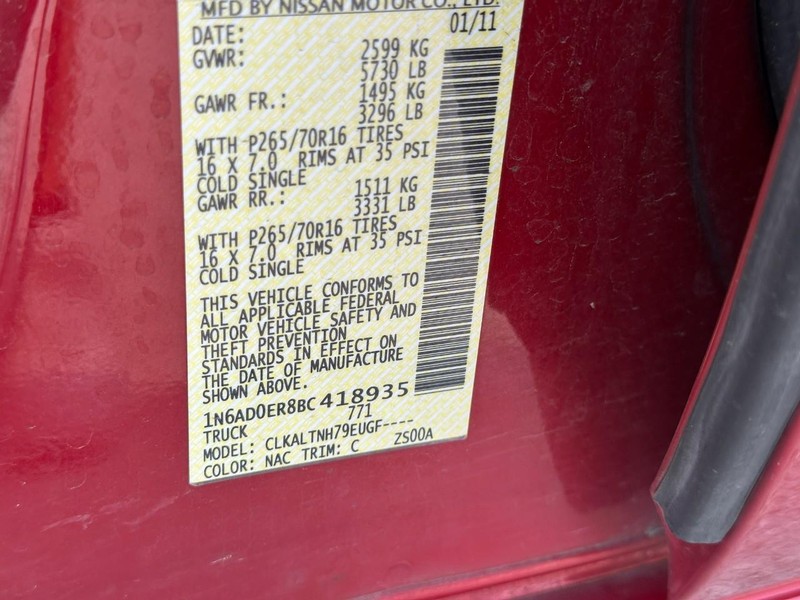 MFD BY NISSAN MOTOR CO., LTD.
DATE: 01/11
GVWR: 2599 KG
5730 LB
GAWR FR.: 1495 KG
3296 LB
WITH P265/70R16 TIRES
16 X 7.0 RIMS AT 35 PSI
COLD SINGLE
GAWR RR.: 1511 KG
3331 LB
WITH P265/70R16 TIRES
16 X 7.0 RIMS AT 35 PSI
COLD SINGLE
THIS VEHICLE CONFORMS TO
ALL APPLICABLE FEDERAL
MOTOR VEHICLE SAFETY AND
THEFT PREVENTION
STANDARDS IN EFFECT ON
THE DATE OF MANUFACTURE
SHOWN ABOVE.
1N6AD0ER8BC418935
TRUCK 771
MODEL: CLKALTNH79EUGF----
COLOR: NAC TRIM: C ZS00A